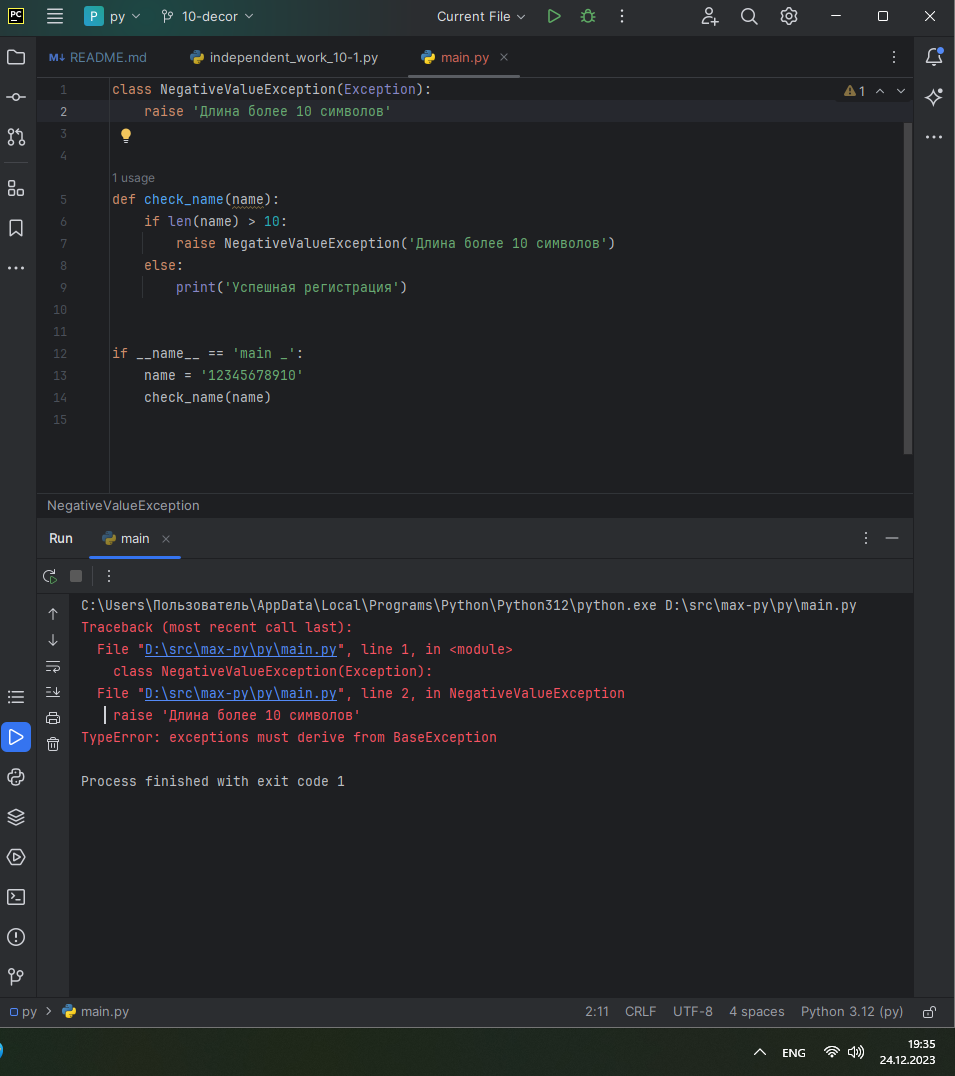 PC
P py 10-decor Current File
README.md independent_work_10-1.py main.py
1 class NegativeValueException(Exception): 1
2 raise 'Длина более 10 символов'
3
4
1 usage
5 def check_name(name):
6 if len(name) > 10:
7 raise NegativeValueException('Длина более 10 символов')
8 else:
9 print('Успешная регистрация')
10
11
12 if __name__ == 'main _':
13 name = '12345678910'
14 check_name(name)
15
NegativeValueException
Run main
C:\Users\Пользователь\AppData\Local\Programs\Python\Python312\python.exe D:\src\max-py\py\main.py
Traceback (most recent call last):
File "D:\src\max-py\py\main.py", line 1, in <module>
class NegativeValueException(Exception):
File "D:\src\max-py\py\main.py", line 2, in NegativeValueException
raise 'Длина более 10 символов'
TypeError: exceptions must derive from BaseException
Process finished with exit code 1
py main.py 2:11 CRLF UTF-8 4 spaces Python 3.12 (py)
ENG 19:35
24.12.2023